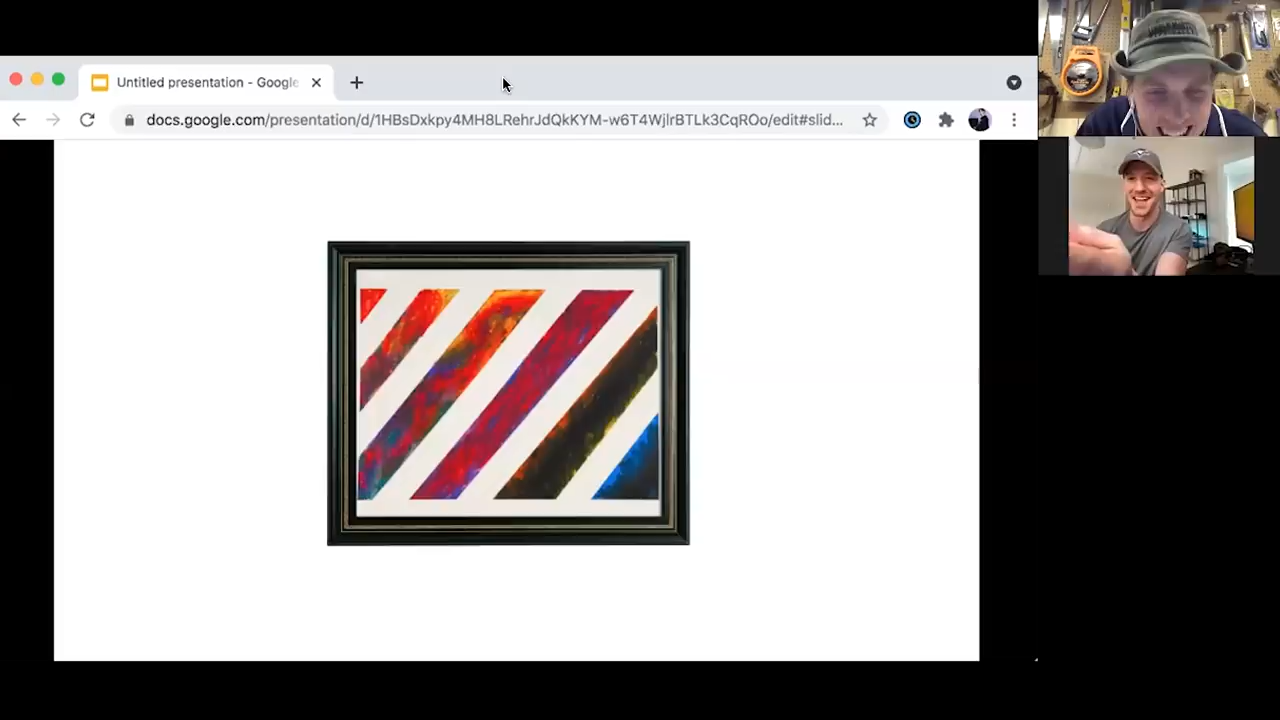 Untitled presentation - Google
docs.google.com/presentation/d/1HBsDxkpy4MH8LRehrJdQkKYM-w6T4WjlrBTLk3CqROo/edit#slid...